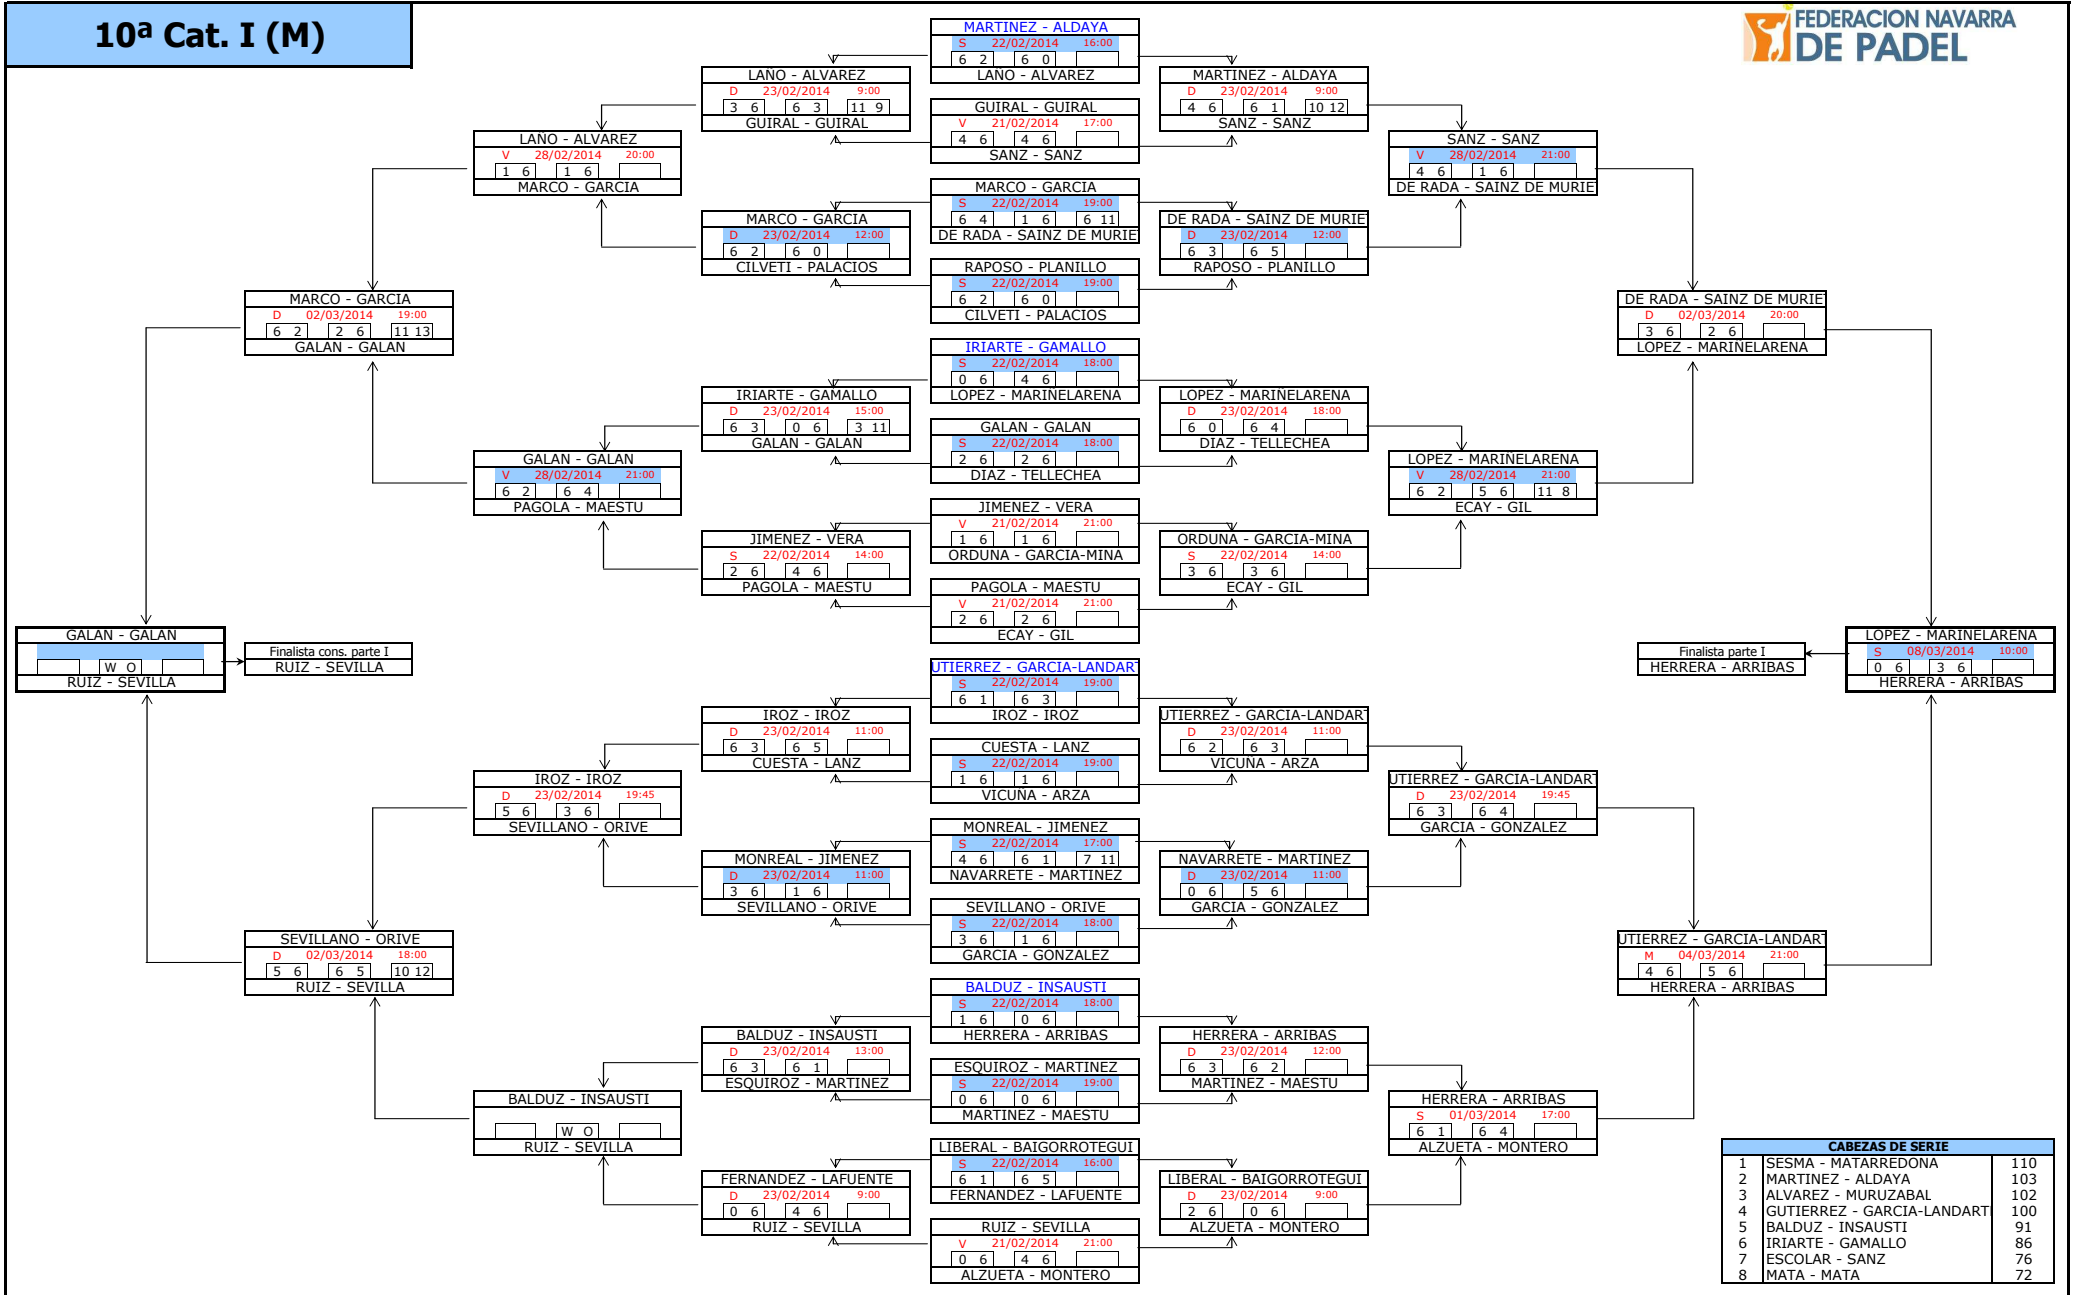 10ª Cat. I (M)
FEDERACION NAVARRA
DE PADEL
MARTINEZ - ALDAYA
S 22/02/2014 16:00
6 2 6 0
LAÑO - ALVAREZ
GUIRAL - GUIRAL
V 21/02/2014 17:00
4 6 4 6
SANZ - SANZ
MARCO - GARCIA
S 22/02/2014 19:00
6 4 1 6 6 11
DE RADA - SAINZ DE MURIE
RAPOSO - PLANILLO
S 22/02/2014 19:00
6 2 6 0
CILVETI - PALACIOS
IRIARTE - GAMALLO
S 22/02/2014 18:00
0 6 4 6
LOPEZ - MARIÑELARENA
GALAN - GALAN
S 22/02/2014 18:00
2 6 2 6
DIAZ - TELLECHEA
JIMENEZ - VERA
V 21/02/2014 21:00
1 6 1 6
ORDUNA - GARCIA-MINA
PAGOLA - MAESTU
V 21/02/2014 21:00
2 6 2 6
ECAY - GIL
UTIERREZ - GARCIA-LANDART
S 22/02/2014 19:00
6 1 6 3
IROZ - IROZ
CUESTA - LANZ
S 22/02/2014 19:00
1 6 1 6
VICUÑA - ARZA
MONREAL - JIMENEZ
S 22/02/2014 17:00
4 6 6 1 7 11
NAVARRETE - MARTINEZ
SEVILLANO - ORIVE
S 22/02/2014 18:00
3 6 1 6
GARCIA - GONZALEZ
BALDUZ - INSAUSTI
S 22/02/2014 18:00
1 6 0 6
HERRERA - ARRIBAS
ESQUIROZ - MARTINEZ
S 22/02/2014 19:00
0 6 0 6
MARTINEZ - MAESTU
LIBERAL - BAIGORROTEGUI
S 22/02/2014 16:00
6 1 6 5
FERNANDEZ - LAFUENTE
RUIZ - SEVILLA
V 21/02/2014 21:00
0 6 4 6
ALZUETA - MONTERO
LAÑO - ALVAREZ
D 23/02/2014 9:00
3 6 6 3 11 9
GUIRAL - GUIRAL
MARCO - GARCIA
D 23/02/2014 12:00
6 2 6 0
CILVETI - PALACIOS
IRIARTE - GAMALLO
D 23/02/2014 15:00
6 3 0 6 3 11
GALAN - GALAN
JIMENEZ - VERA
S 22/02/2014 14:00
2 6 4 6
PAGOLA - MAESTU
IROZ - IROZ
D 23/02/2014 11:00
6 3 6 5
CUESTA - LANZ
MONREAL - JIMENEZ
D 23/02/2014 11:00
3 6 1 6
SEVILLANO - ORIVE
BALDUZ - INSAUSTI
D 23/02/2014 13:00
6 3 6 1
ESQUIROZ - MARTINEZ
FERNANDEZ - LAFUENTE
D 23/02/2014 9:00
0 6 4 6
RUIZ - SEVILLA
LAÑO - ALVAREZ
V 28/02/2014 20:00
1 6 1 6
MARCO - GARCIA
GALAN - GALAN
V 28/02/2014 21:00
6 2 6 4
PAGOLA - MAESTU
IROZ - IROZ
D 23/02/2014 19:45
5 6 3 6
SEVILLANO - ORIVE
BALDUZ - INSAUSTI
W O
RUIZ - SEVILLA
MARCO - GARCIA
D 02/03/2014 19:00
6 2 2 6 11 13
GALAN - GALAN
SEVILLANO - ORIVE
D 02/03/2014 18:00
5 6 6 5 10 12
RUIZ - SEVILLA
GALAN - GALAN
W O
RUIZ - SEVILLA
Finalista cons. parte I
RUIZ - SEVILLA
MARTINEZ - ALDAYA
D 23/02/2014 9:00
4 6 6 1 10 12
SANZ - SANZ
DE RADA - SAINZ DE MURIE
D 23/02/2014 12:00
6 3 6 5
RAPOSO - PLANILLO
LOPEZ - MARIÑELARENA
D 23/02/2014 18:00
6 0 6 4
DIAZ - TELLECHEA
ORDUNA - GARCIA-MINA
S 22/02/2014 14:00
3 6 3 6
ECAY - GIL
UTIERREZ - GARCIA-LANDART
D 23/02/2014 11:00
6 2 6 3
VICUÑA - ARZA
NAVARRETE - MARTINEZ
D 23/02/2014 11:00
0 6 5 6
GARCIA - GONZALEZ
HERRERA - ARRIBAS
D 23/02/2014 12:00
6 3 6 2
MARTINEZ - MAESTU
LIBERAL - BAIGORROTEGUI
D 23/02/2014 9:00
2 6 0 6
ALZUETA - MONTERO
SANZ - SANZ
V 28/02/2014 21:00
4 6 1 6
DE RADA - SAINZ DE MURIE
LOPEZ - MARIÑELARENA
V 28/02/2014 21:00
6 2 5 6 11 8
ECAY - GIL
UTIERREZ - GARCIA-LANDART
D 23/02/2014 19:45
6 3 6 4
GARCIA - GONZALEZ
HERRERA - ARRIBAS
S 01/03/2014 17:00
6 1 6 4
ALZUETA - MONTERO
DE RADA - SAINZ DE MURIET
D 02/03/2014 20:00
3 6 2 6
LOPEZ - MARIÑELARENA
UTIERREZ - GARCIA-LANDART
M 04/03/2014 21:00
4 6 5 6
HERRERA - ARRIBAS
Finalista parte I
HERRERA - ARRIBAS
LOPEZ - MARIÑELARENA
S 08/03/2014 10:00
0 6 3 6
HERRERA - ARRIBAS
CABEZAS DE SERIE
1 SESMA - MATARREDONA 110
2 MARTINEZ - ALDAYA 103
3 ALVAREZ - MURUZABAL 102
4 GUTIERREZ - GARCIA-LANDARTI 100
5 BALDUZ - INSAUSTI 91
6 IRIARTE - GAMALLO 86
7 ESCOLAR - SANZ 76
8 MATA - MATA 72